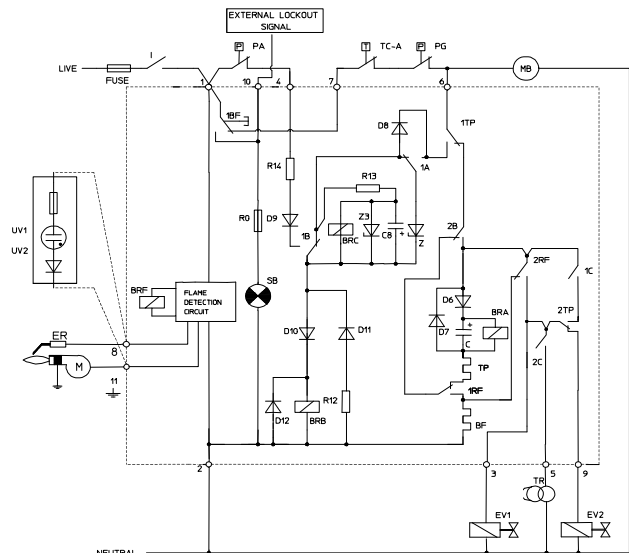 EXTERNAL LOCKOUT
SIGNAL
LIVE
FUSE
I
P
PA
T
TC-A
P
PG
MB
1
10
4
7
6
1BF
D8
1TP
1A
R14
R13
R0
D9
1B
BRC
Z3
C8
+
Z
2B
UV1
UV2
2RF
1C
BRF
FLAME
DETECTION
CIRCUIT
SB
D6
D7
+
C
BRA
2TP
2C
ER
8
M
11
D10
D11
TP
1RF
D12
BRB
R12
BF
2
3
5
9
TR
EV1
EV2
NEUTRAL